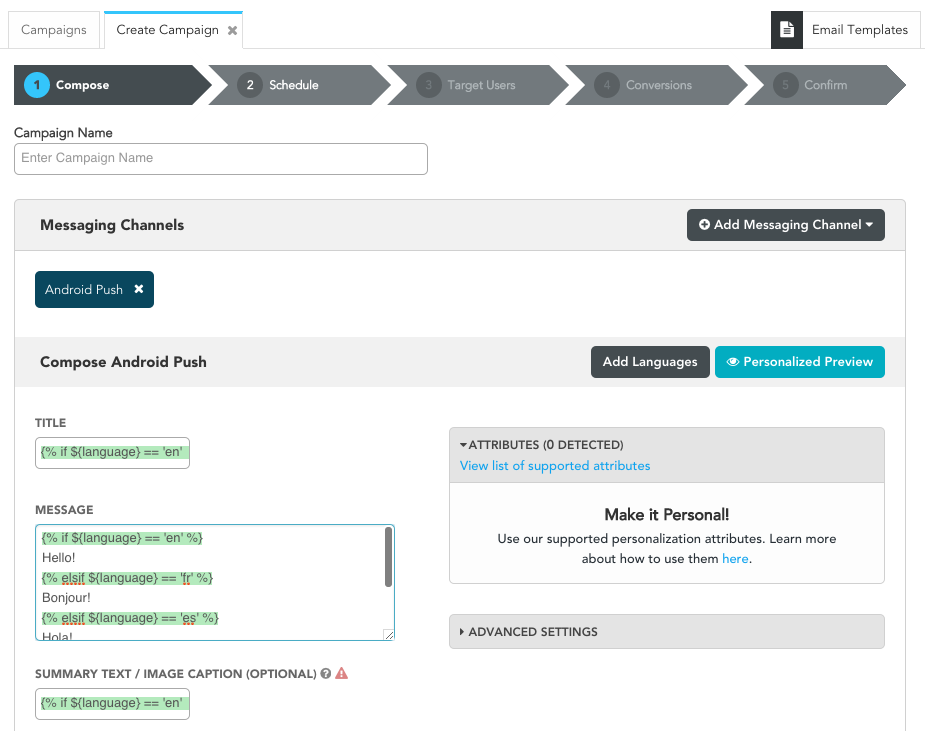 Campaigns
Create Campaign
Email Templates
1 Compose
2 Schedule
3 Target Users
4 Conversions
5 Confirm
Campaign Name
Enter Campaign Name
Messaging Channels
Add Messaging Channel
Android Push
Compose Android Push
Add Languages
Personalized Preview
TITLE
{% if ${language} == 'en'
MESSAGE
{% if ${language} == 'en' %}
Hello!
{% elsif ${language} == 'fr' %}
Bonjour!
{% elsif ${language} == 'es' %}
Hola!
SUMMARY TEXT / IMAGE CAPTION (OPTIONAL)
{% if ${language} == 'en'
ATTRIBUTES (0 DETECTED)
View list of supported attributes
Make it Personal!
Use our supported personalization attributes. Learn more
about how to use them here.
ADVANCED SETTINGS